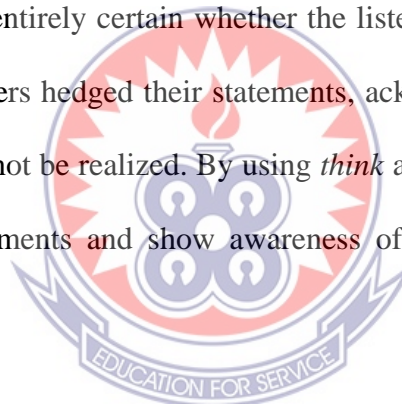 entirely certain whether the liste
ers hedged their statements, ack
not be realized. By using think a
ments and show awareness of
EDUCATION FOR SERVICE